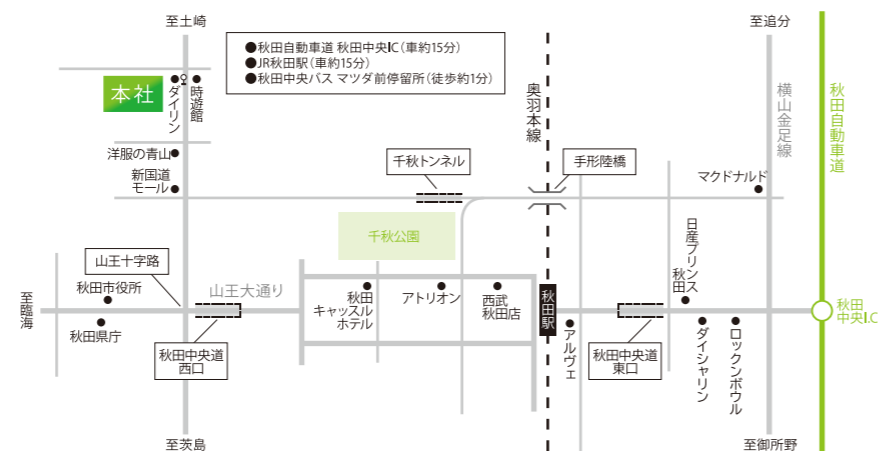 至土崎
至追分
●秋田自動車道 秋田中央IC(車約15分)
●JR秋田駅(車約15分)
●秋田中央バス マツダ前停留所(徒歩約1分)
本社
ダイリン
時遊館
奥羽本線
横山金足線
秋田自動車道
洋服の青山
新国道
モール
千秋トンネル
手形陸橋
マクドナルド
千秋公園
山王十字路
山王大通り
日産プリンス
秋田
至臨海
秋田市役所
秋田県庁
秋田
キャッスル
ホテル
アトリオン
西武
秋田店
秋田駅
アルヴェ
秋田
中央I.C
秋田中央道
西口
秋田中央道
東口
ダイシャリン
ロックンボウル
至茨島
至御所野